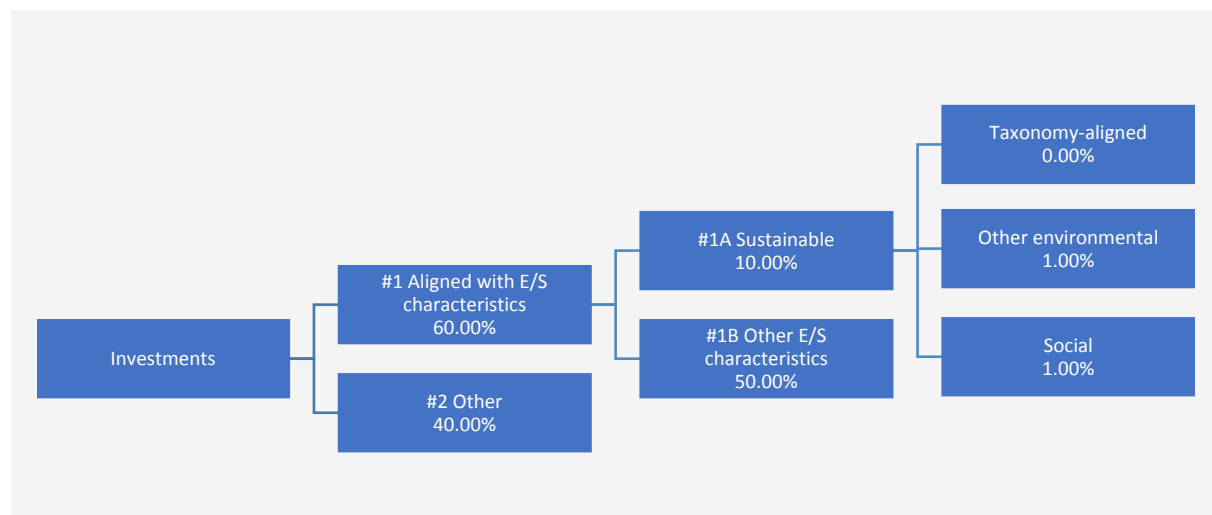 Investments
#1 Aligned with E/S
characteristics
60.00%
#2 Other
40.00%
#1A Sustainable
10.00%
#1B Other E/S
characteristics
50.00%
Taxonomy-aligned
0.00%
Other environmental
1.00%
Social
1.00%